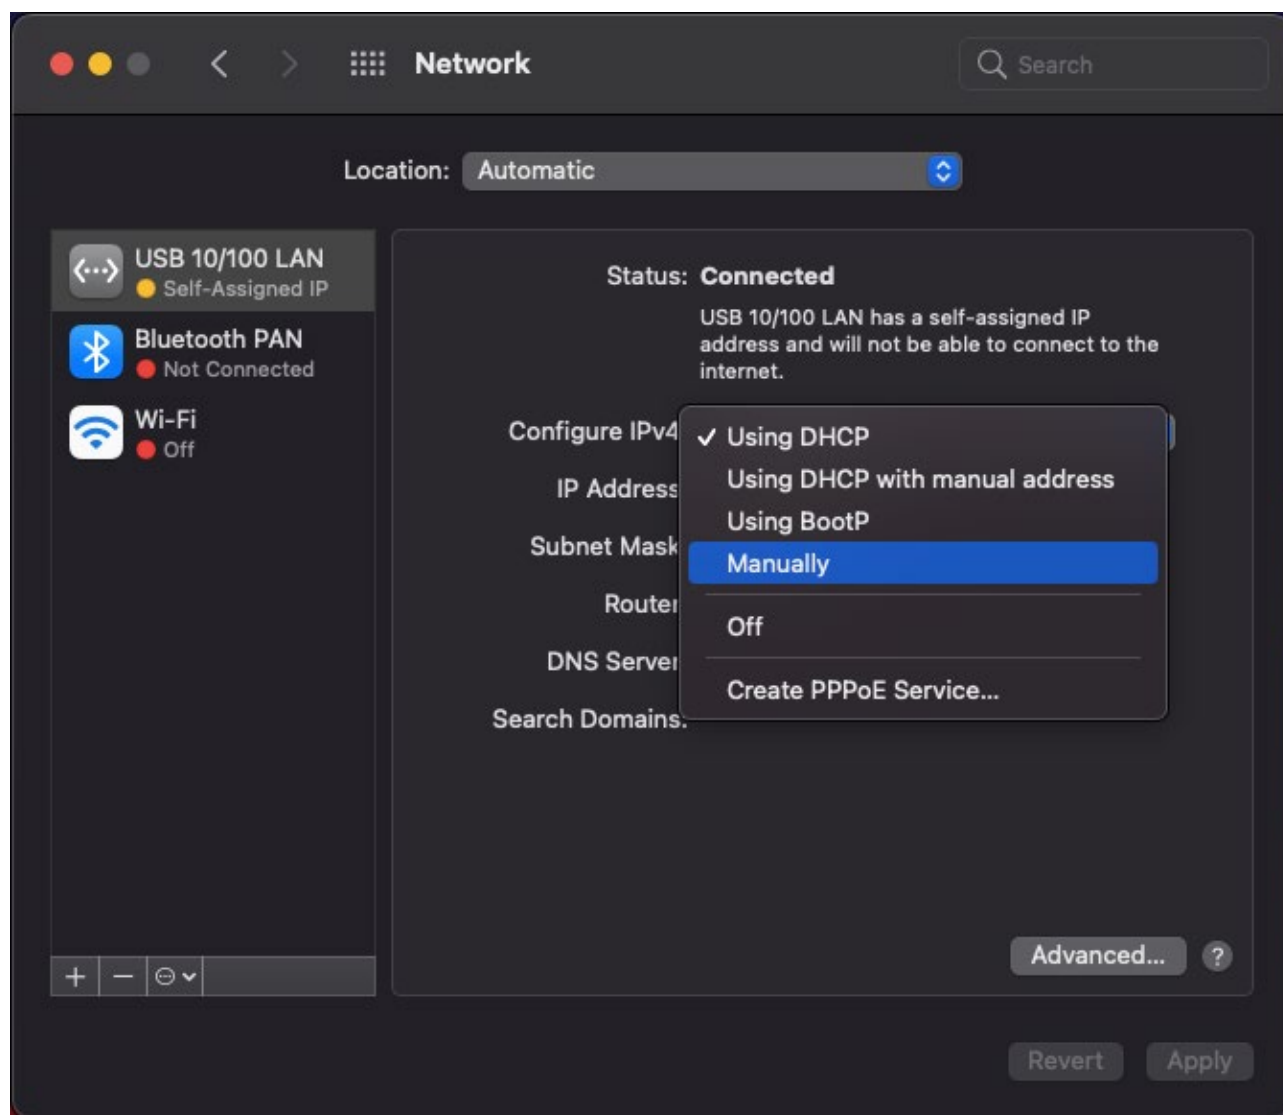 Network
Search
Location: Automatic
USB 10/100 LAN
Self-Assigned IP
Bluetooth PAN
Not Connected
Wi-Fi
Off
Status: Connected
USB 10/100 LAN has a self-assigned IP
address and will not be able to connect to the
internet.
Configure IPv4
✓ Using DHCP
Using DHCP with manual address
Using BootP
Manually
Off
Create PPPoE Service...
IP Address
Subnet Mask
Router
DNS Server
Search Domains:
Advanced... ?
+ − 
Revert Apply